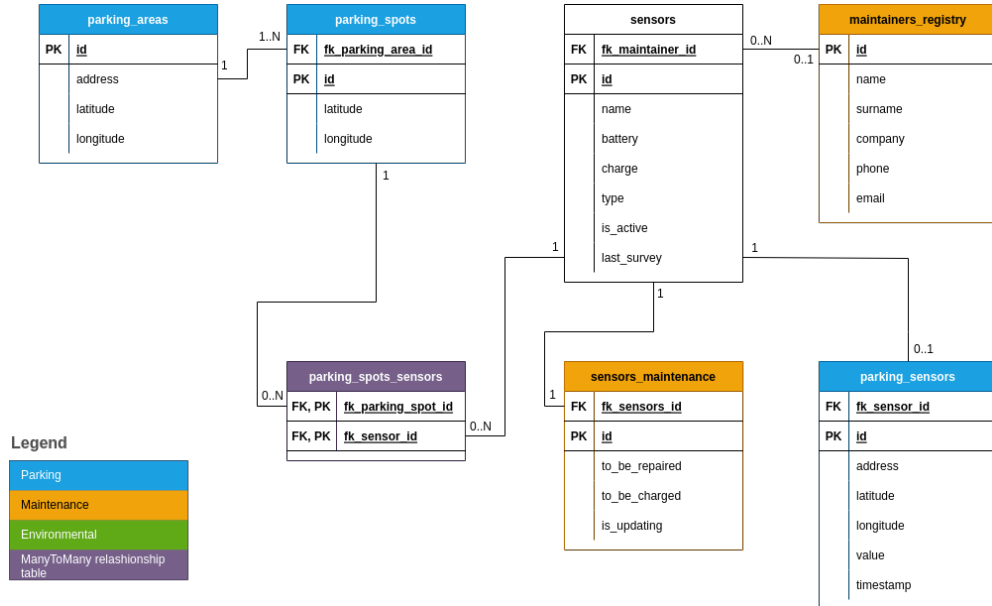 parking_areas
PK id
address
latitude
longitude
1
1..N
parking_spots
FK fk_parking_area_id
PK id
latitude
longitude
1
sensors
FK fk_maintainer_id
PK id
name
battery
charge
type
is_active
last_survey
0..N
0..1
maintainers_registry
PK id
name
surname
company
phone
email
1
1
1
0..N
parking_spots_sensors
FK, PK fk_parking_spot_id
FK, PK fk_sensor_id
0..N
1
sensors_maintenance
FK fk_sensors_id
PK id
to_be_repaired
to_be_charged
is_updating
0..1
parking_sensors
FK fk_sensor_id
PK id
address
latitude
longitude
value
timestamp
Legend
Parking
Maintenance
Environmental
ManyToMany relashionship
table